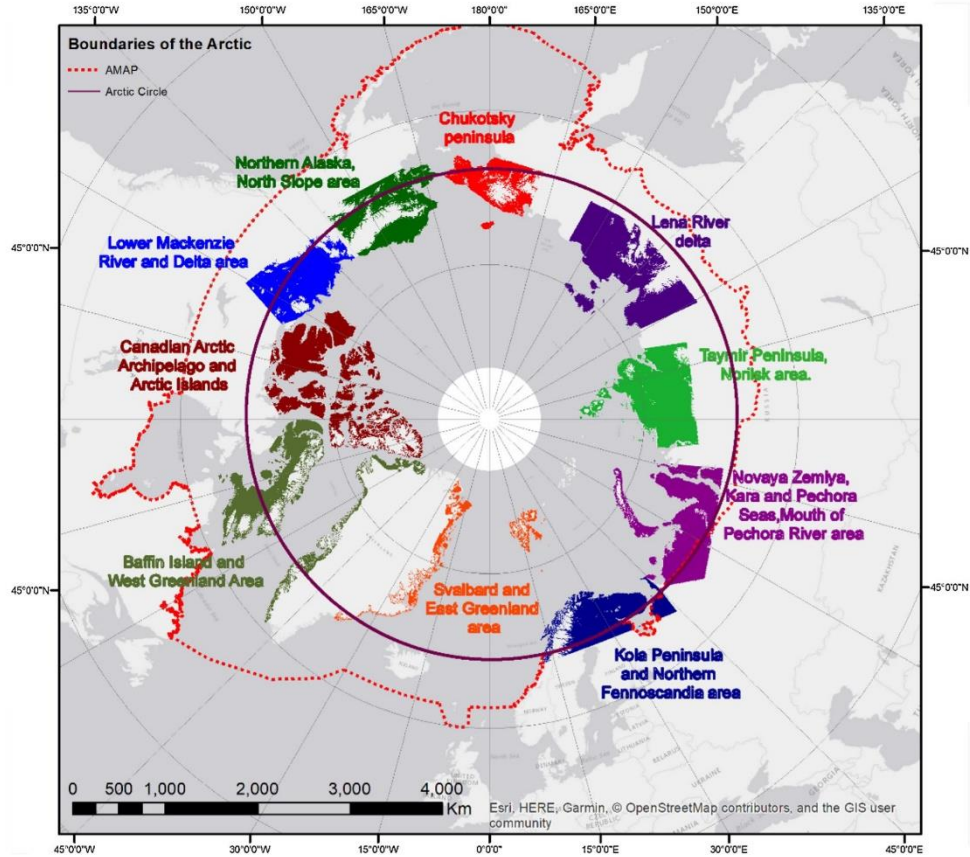 135°0'0"W
150°0'0"W
165°0'0"W
180°0'0"
165°0'0"E
150°0'0"E
135°0'0"E
Boundaries of the Arctic
AMAP
Arctic Circle
Chukotsky
peninsula
Northern Alaska,
North Slope area
Lena River
delta
45°0'0"N
Lower Mackenzie
River and Delta area
45°0'0"N
Canadian Arctic
Archipelago and
Arctic Islands
Taymir Peninsula,
Norilsk area.
Novaya Zemlya,
Kara and Pechora
Seas,Mouth of
Pechora River area
Baffin Island and
West Greenland Area
45°0'0"N
Svalbard and
East Greenland
area
45°0'0"N
Kola Peninsula
and Northern
Fennoscandia area
KAZAKHSTAN
NORWAY
LATVIA
LITHUANIA
BELARUS
UKRAINE
GEORGIA
0 500 1,000 2,000 3,000 4,000
Km
Esri, HERE, Garmin, © OpenStreetMap contributors, and the GIS user
community
45°0'0"W
30°0'0"W
15°0'0"W
0°0'0"
15°0'0"E
30°0'0"E
45°0'0"E